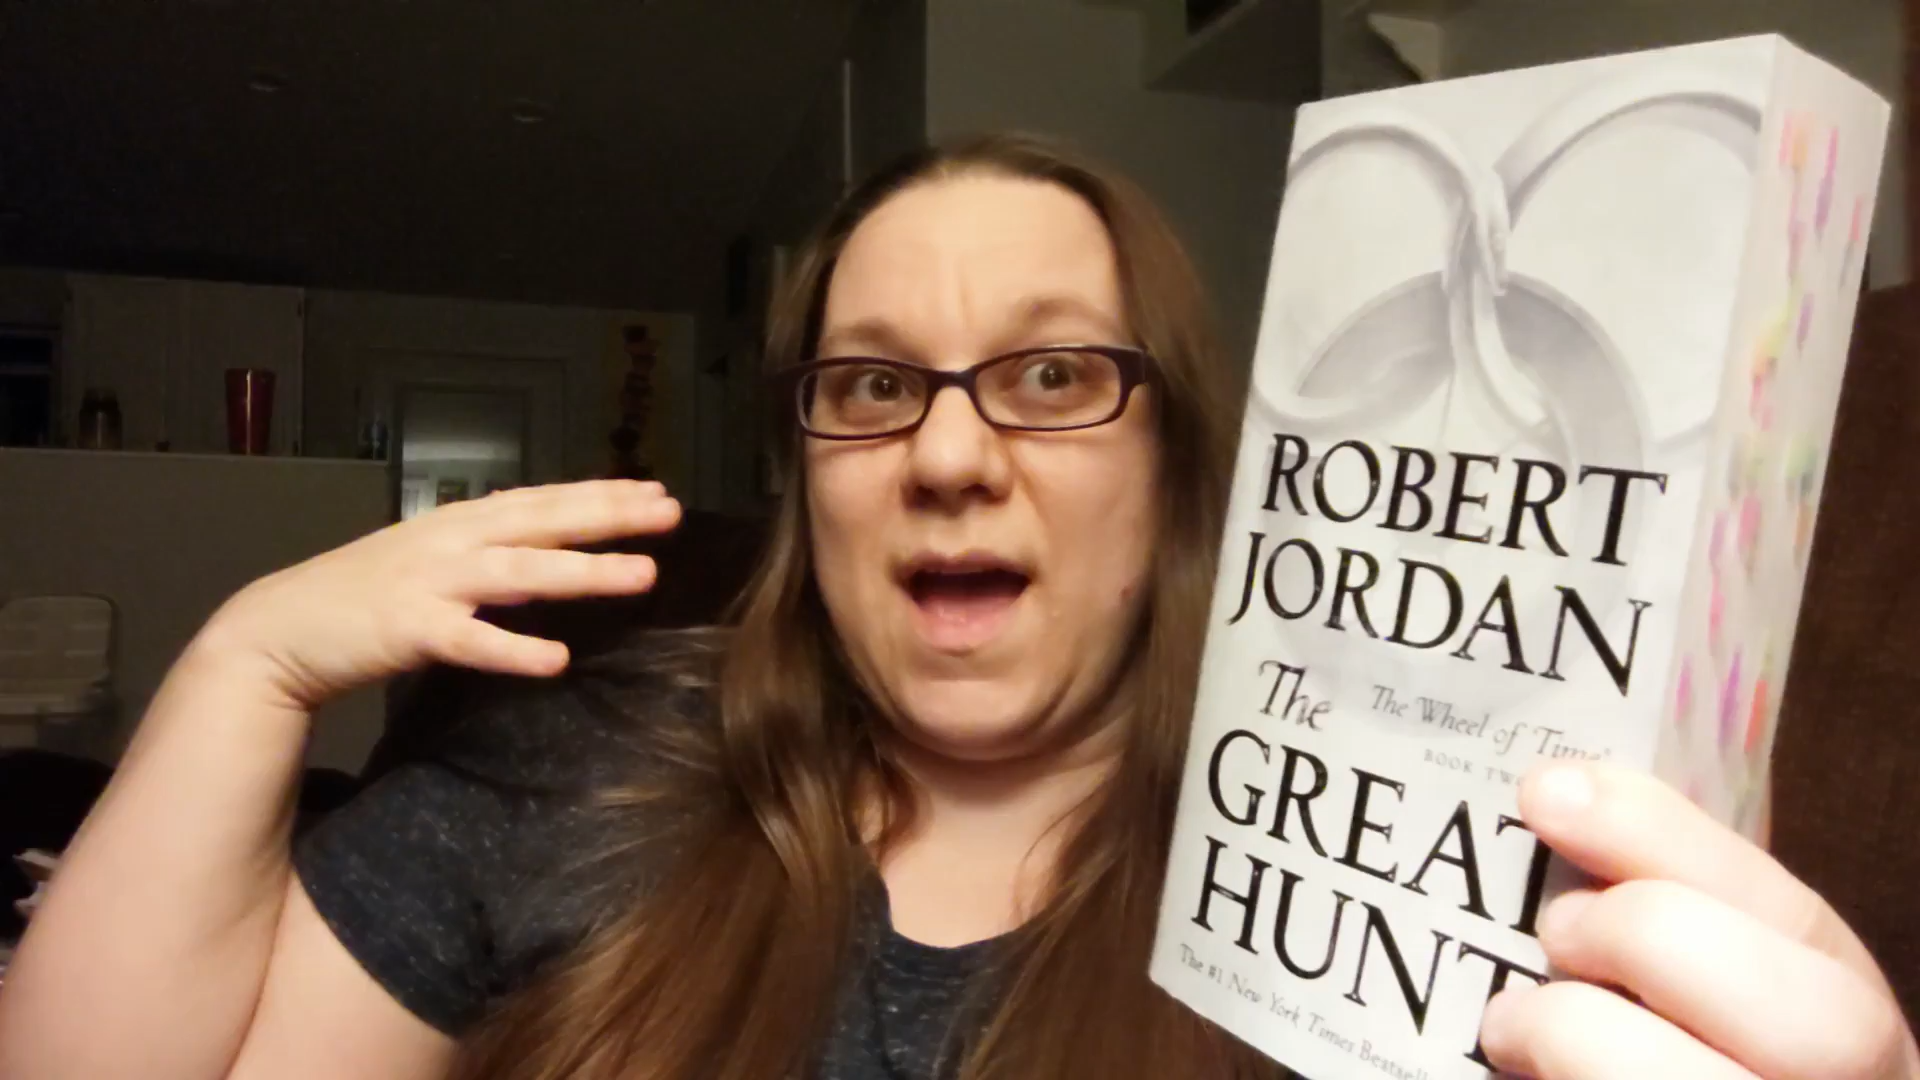 ROBERT
JORDAN
The Wheel of Time®
BOOK TWO
The
GREAT
HUNT
The #1 New York Times Bestsell